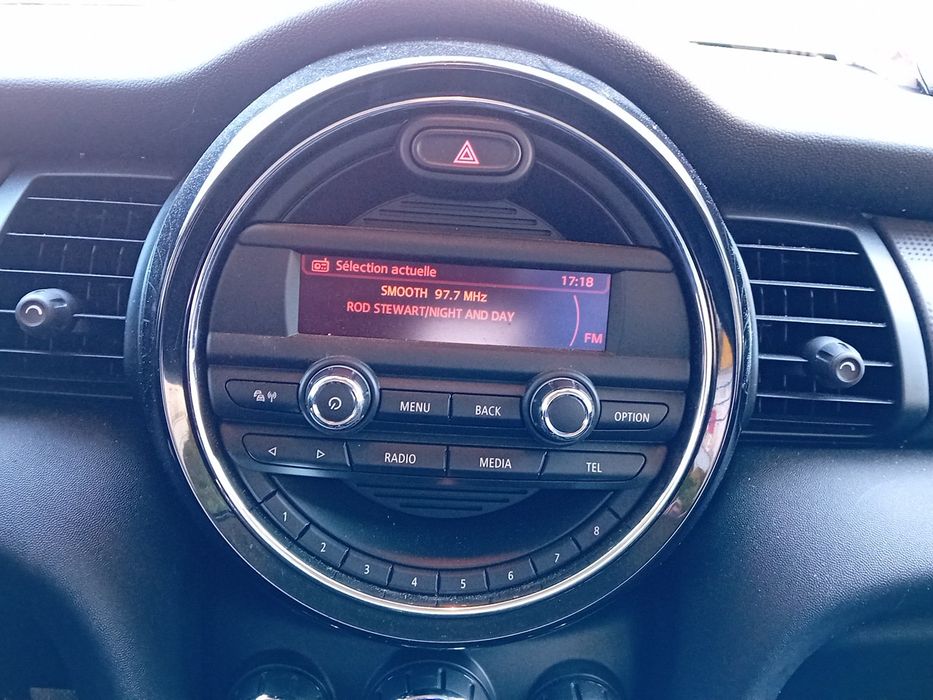 Sélection actuelle 17:18
SMOOTH 97.7 MHz
ROD STEWART/NIGHT AND DAY
FM
MENU BACK OPTION
RADIO MEDIA TEL
1 2 3 4 5 6 7 8